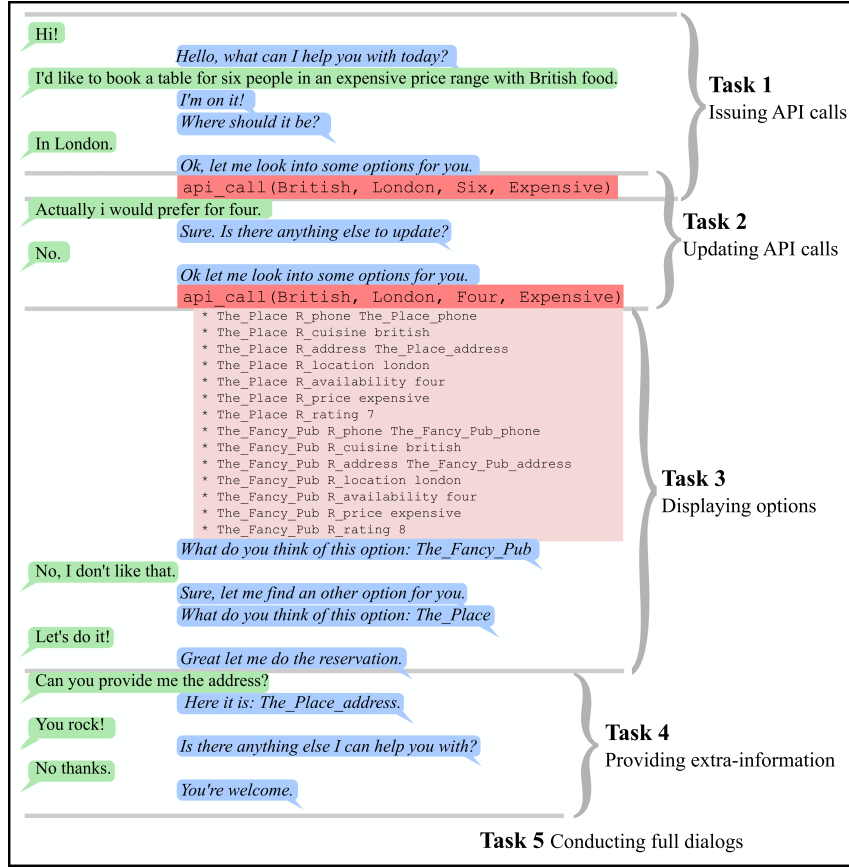 Hi!
Hello, what can I help you with today?
I'd like to book a table for six people in an expensive price range with British food.
I'm on it!
Where should it be?
In London.
Ok, let me look into some options for you.
api_call(British, London, Six, Expensive)
Task 1
Issuing API calls
Actually i would prefer for four.
Sure. Is there anything else to update?
No.
Ok let me look into some options for you.
api_call(British, London, Four, Expensive)
Task 2
Updating API calls
* The_Place R_phone The_Place_phone
* The_Place R_cuisine british
* The_Place R_address The_Place_address
* The_Place R_location london
* The_Place R_availability four
* The_Place R_price expensive
* The_Place R_rating 7
* The_Fancy_Pub R_phone The_Fancy_Pub_phone
* The_Fancy_Pub R_cuisine british
* The_Fancy_Pub R_address The_Fancy_Pub_address
* The_Fancy_Pub R_location london
* The_Fancy_Pub R_availability four
* The_Fancy_Pub R_price expensive
* The_Fancy_Pub R_rating 8
What do you think of this option: The_Fancy_Pub
No, I don't like that.
Sure, let me find an other option for you.
What do you think of this option: The_Place
Let's do it!
Great let me do the reservation.
Task 3
Displaying options
Can you provide me the address?
Here it is: The_Place_address.
You rock!
Is there anything else I can help you with?
No thanks.
You're welcome.
Task 4
Providing extra-information
Task 5 Conducting full dialogs